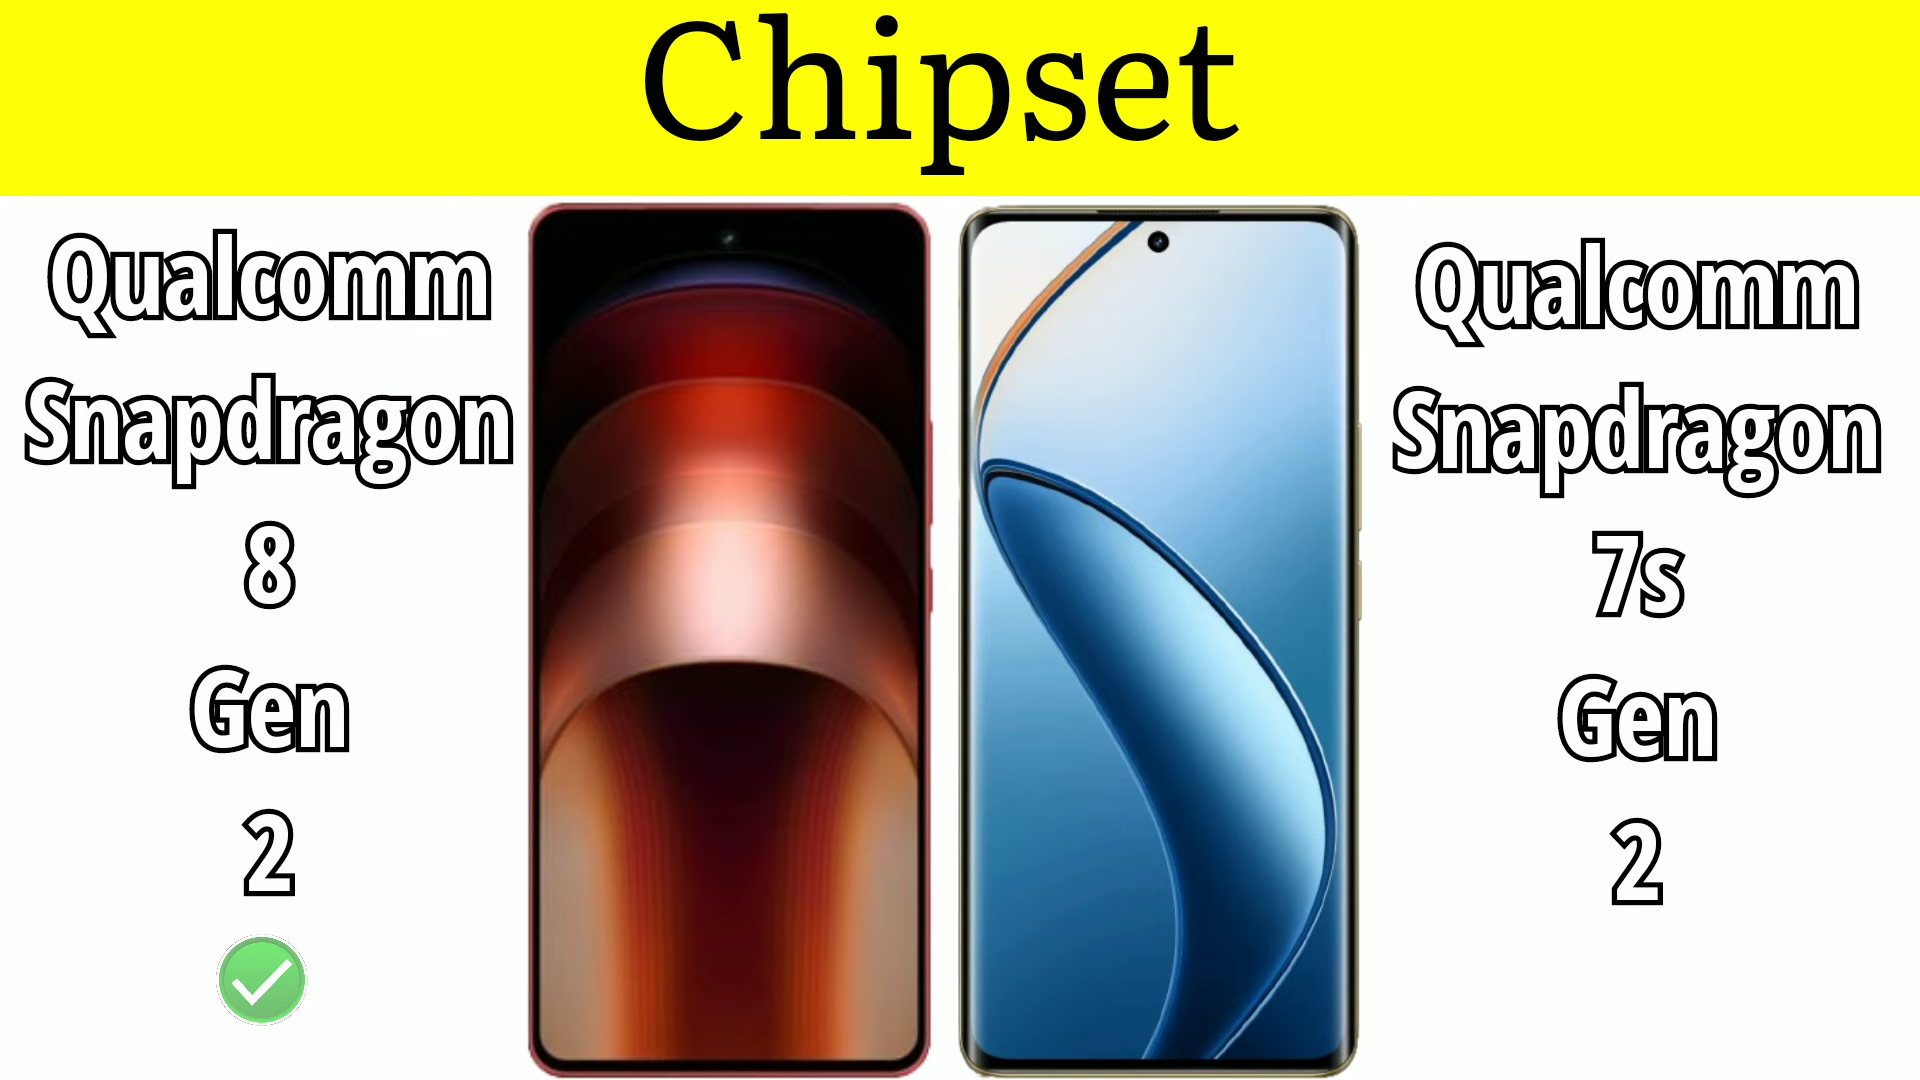 Chipset
Qualcomm
Snapdragon
8
Gen
2
Qualcomm
Snapdragon
7s
Gen
2